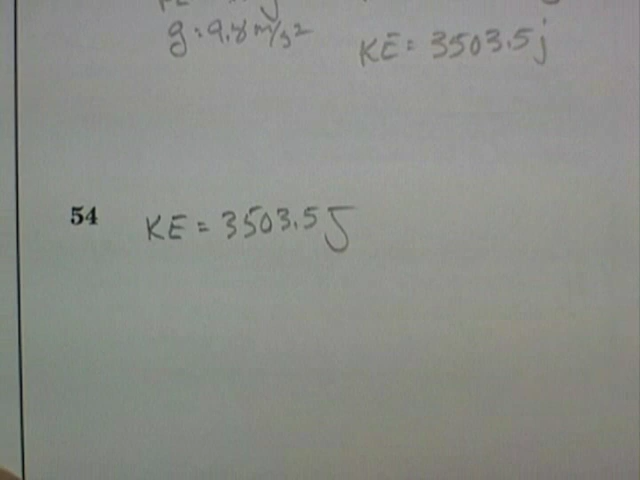 g = 9.8 m/s²
KE = 3503.5 j
54 KE = 3503.5 J